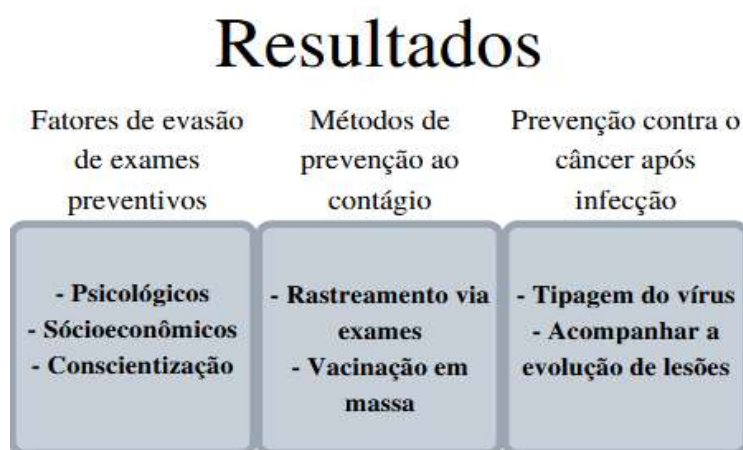 Resultados
Fatores de evasão
de exames
preventivos
Métodos de
prevenção ao
contágio
Prevenção contra o
câncer após
infecção
- Psicológicos
- Sócioeconômicos
- Conscientização
- Rastreamento via
exames
- Vacinação em
massa
- Tipagem do vírus
- Acompanhar a
evolução de lesões